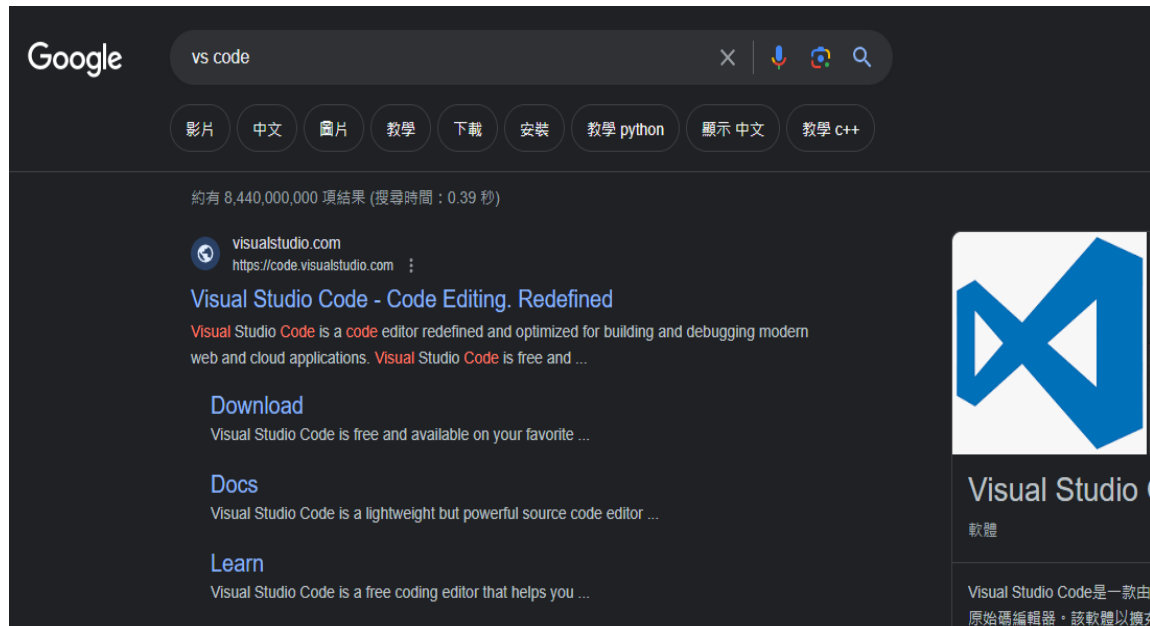 Google
vs code
影片
中文
圖片
教學
下載
安裝
教學 python
顯示 中文
教學 c++
約有 8,440,000,000 項結果 (搜尋時間：0.39 秒)
visualstudio.com
https://code.visualstudio.com
Visual Studio Code - Code Editing. Redefined
Visual Studio Code is a code editor redefined and optimized for building and debugging modern
web and cloud applications. Visual Studio Code is free and ...
Download
Visual Studio Code is free and available on your favorite ...
Docs
Visual Studio Code is a lightweight but powerful source code editor ...
Learn
Visual Studio Code is a free coding editor that helps you ...
Visual Studio
軟體
Visual Studio Code是一款由
原始碼編輯器。該軟體以擴充